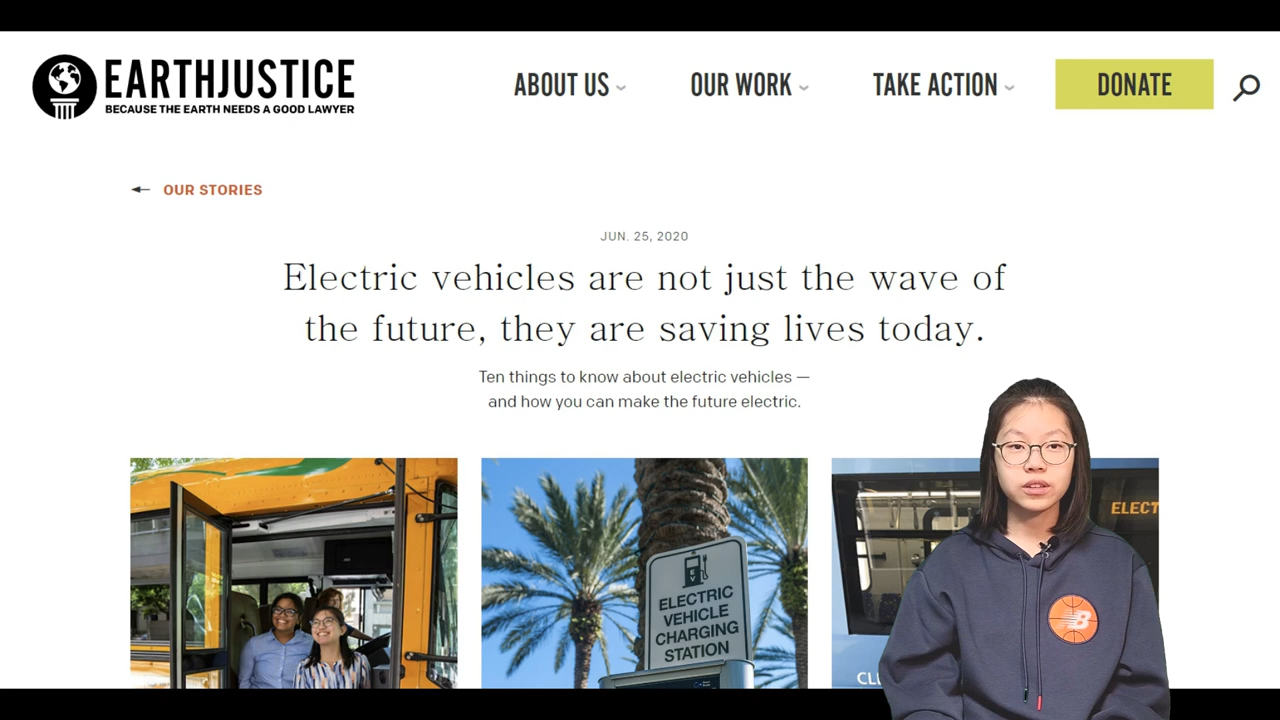 EARTHJUSTICE
BECAUSE THE EARTH NEEDS A GOOD LAWYER
ABOUT US
OUR WORK
TAKE ACTION
DONATE
OUR STORIES
JUN. 25, 2020
Electric vehicles are not just the wave of
the future, they are saving lives today.
Ten things to know about electric vehicles —
and how you can make the future electric.
EV
ELECTRIC
VEHICLE
CHARGING
STATION
ELECT
CL
B